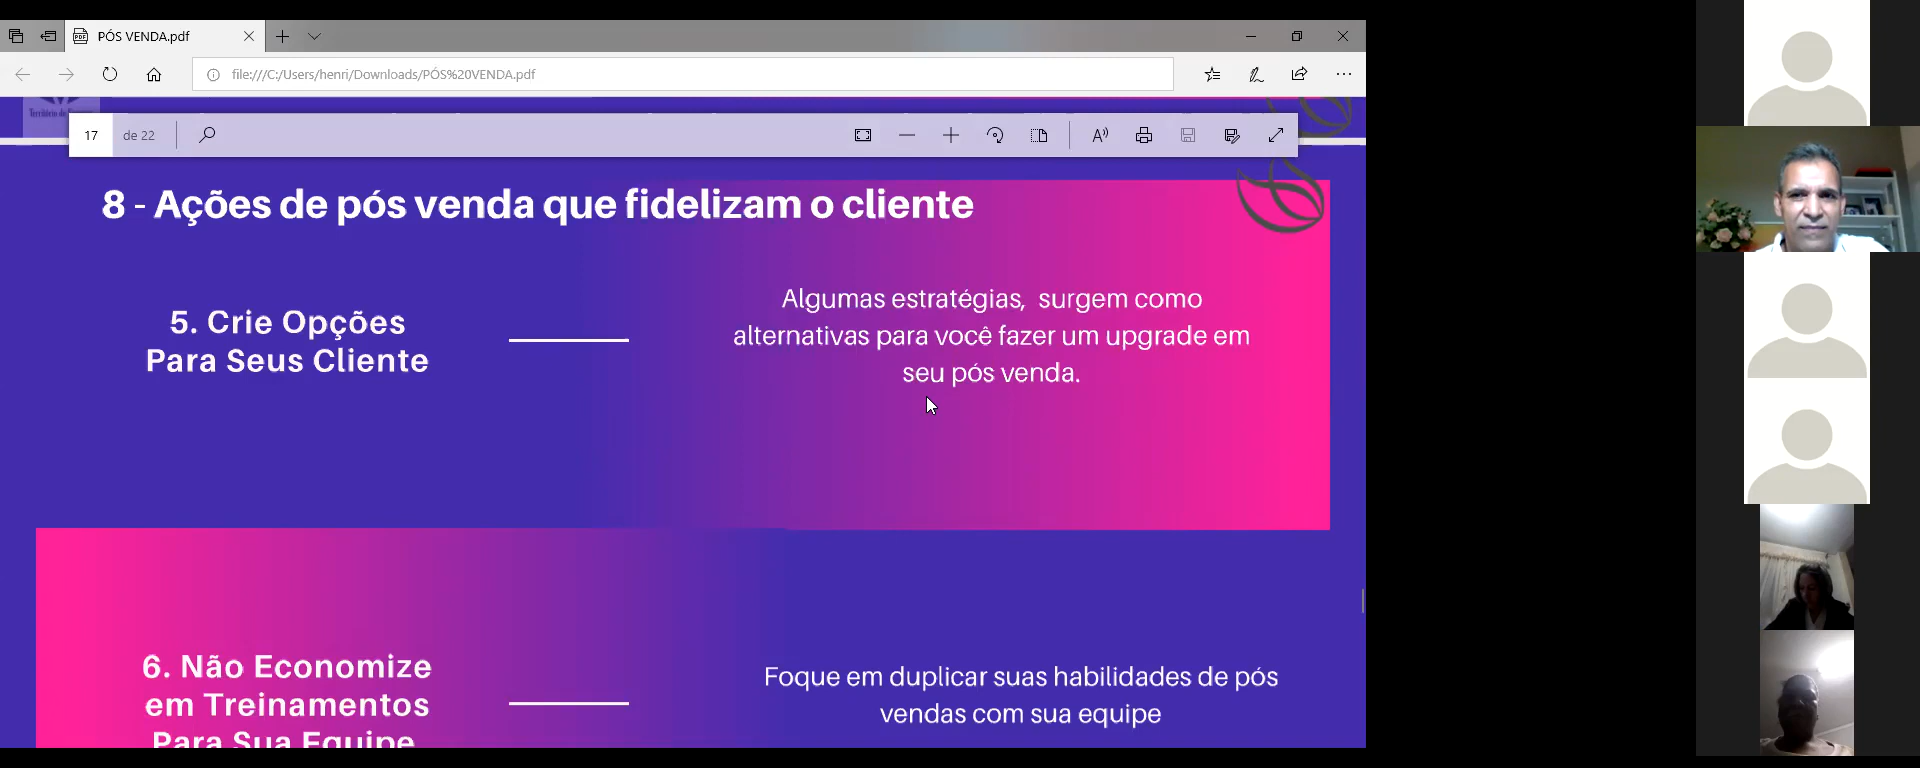 PÓS VENDA.pdf
file:///C:/Users/henri/Downloads/PÓS%20VENDA.pdf
17 de 22
8 - Ações de pós venda que fidelizam o cliente
5. Crie Opções
Para Seus Cliente
Algumas estratégias, surgem como
alternativas para você fazer um upgrade em
seu pós venda.
6. Não Economize
em Treinamentos
Para Sua Equipe
Foque em duplicar suas habilidades de pós
vendas com sua equipe